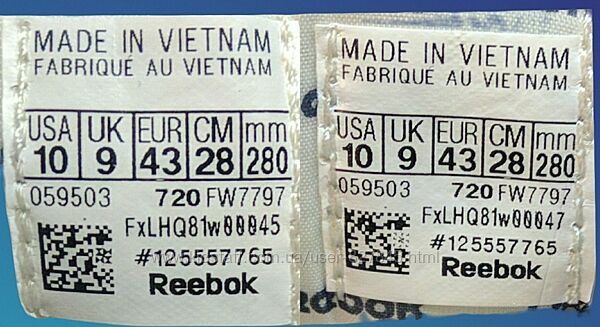 MADE IN VIETNAM
FABRIQUÉ AU VIETNAM
USA UK EUR CM mm
10 9 43 28 280
059503 720 FW7797
FxLHQ81w00045
#125557765
Reebok
MADE IN VIETNAM
FABRIQUÉ AU VIETNAM
USA UK EUR CM mm
10 9 43 28 280
059503 720 FW7797
FxLHQ81w00047
#125557765
Reebok